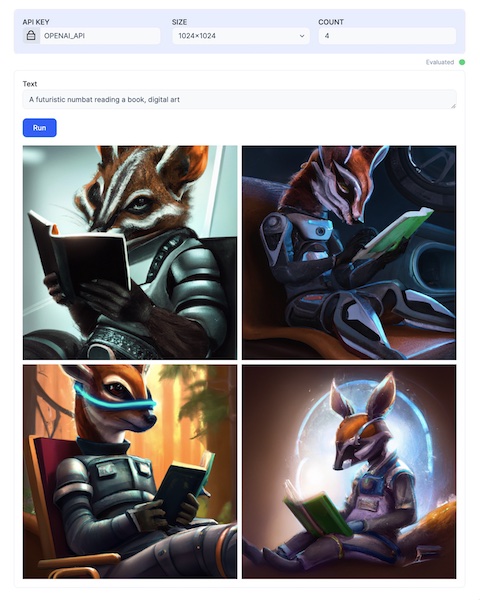 API KEY
OPENAI_API
SIZE
1024×1024
COUNT
4
Evaluated
Text
A futuristic numbat reading a book, digital art
Run